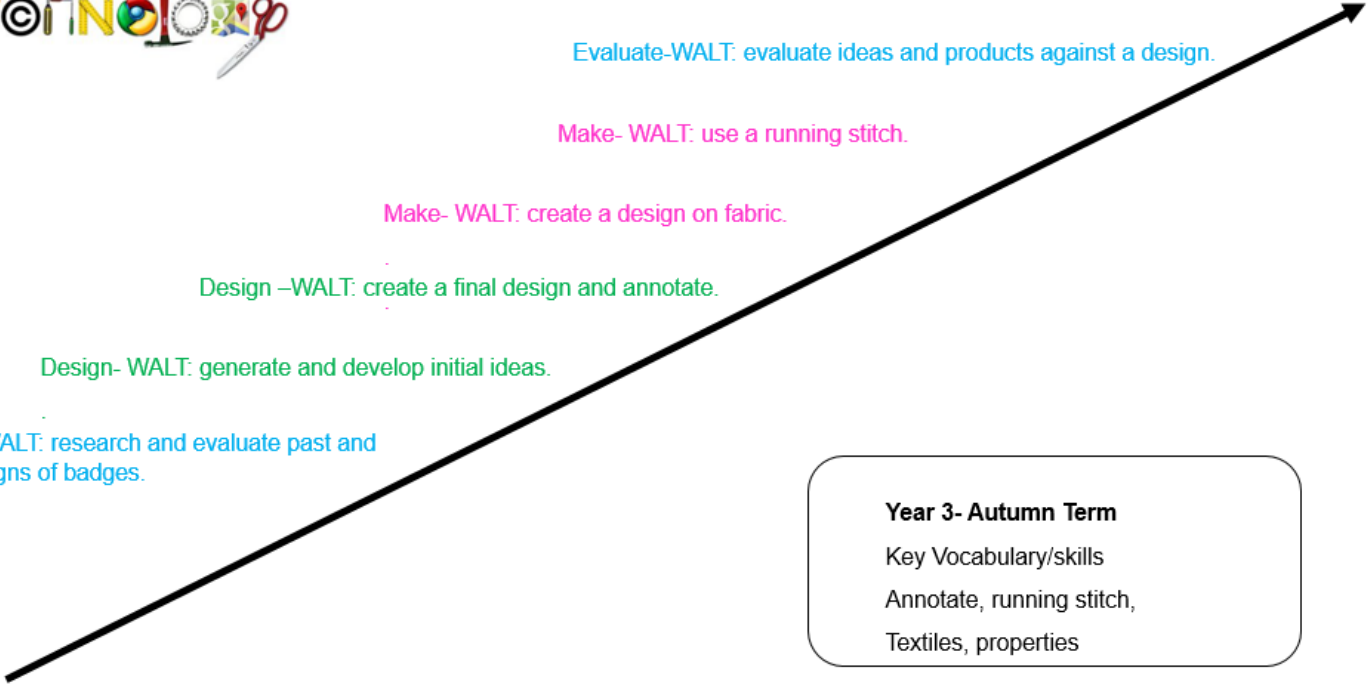 Evaluate-WALT: evaluate ideas and products against a design.
Make- WALT: use a running stitch.
Make- WALT: create a design on fabric.
Design –WALT: create a final design and annotate.
Design- WALT: generate and develop initial ideas.
research and evaluate past and
of badges.
Year 3- Autumn Term
Key Vocabulary/skills
Annotate, running stitch,
Textiles, properties